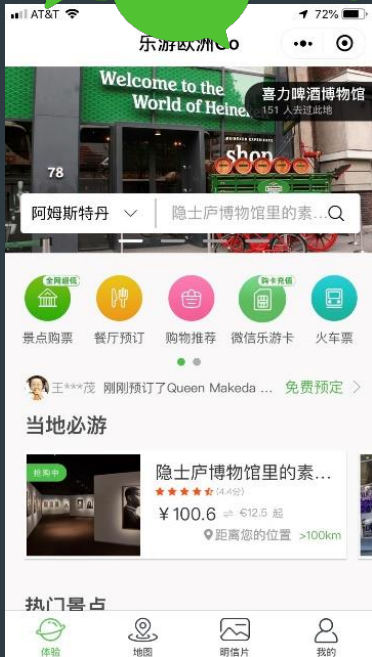 AT&T
72%
乐游欧洲Go
Welcome to the
World of Heine
喜力啤酒博物馆
151 人去过此地
shop
78
阿姆斯特丹
隐士庐博物馆里的素...
全网超低
购卡充值
景点购票
餐厅预订
购物推荐
微信乐游卡
火车票
王***茂 刚刚预订了Queen Makeda ...
免费预定 >
当地必游
抢购中
隐士庐博物馆里的素...
(4.4分)
¥100.6 ≓ €12.5 起
距离您的位置 >100km
热门景点
体验
地图
明信片
我的